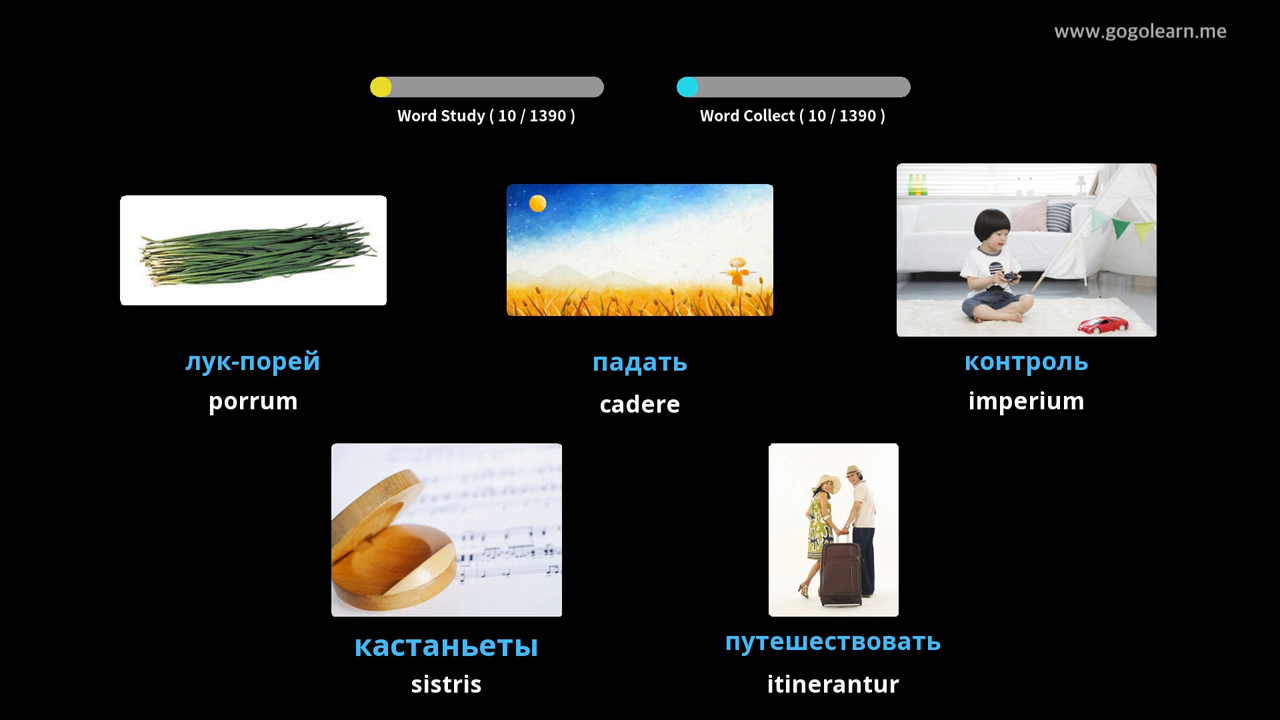 www.gogolearn.me
Word Study ( 10 / 1390 )
Word Collect ( 10 / 1390 )
лук-порей
porrum
падать
cadere
контроль
imperium
кастаньеты
sistris
путешествовать
itinerantur